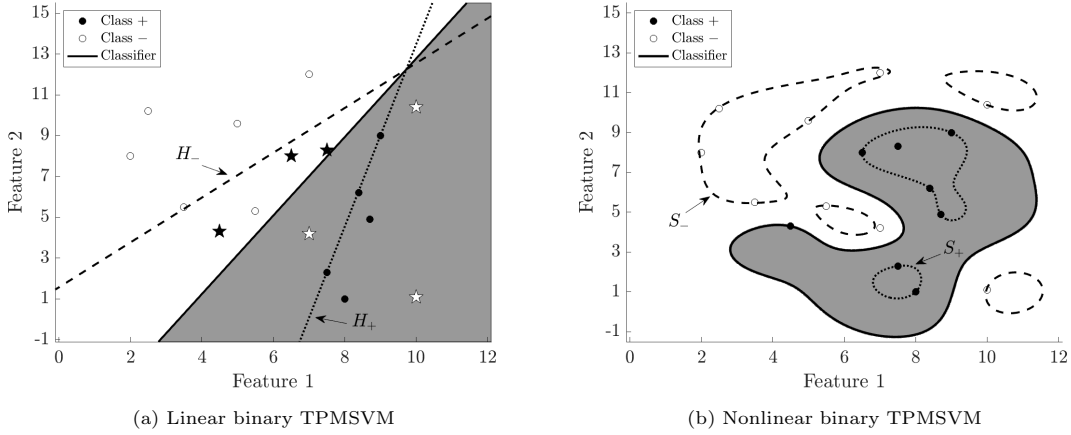 15
13
11
9
7
5
3
1
-1
Feature 2
Class +
Class −
Classifier
H−
H+
0 2 4 6 8 10 12
Feature 1
(a) Linear binary TPMSVM
15
13
11
9
7
5
3
1
-1
Feature 2
Class +
Class −
Classifier
S−
S+
0 2 4 6 8 10 12
Feature 1
(b) Nonlinear binary TPMSVM